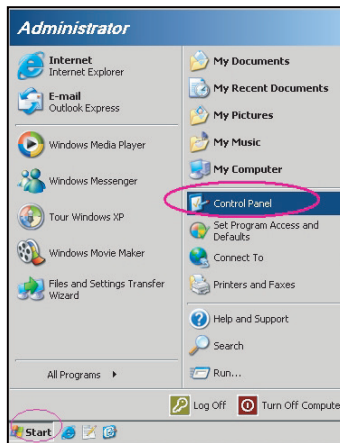 Administrator
Internet
Internet Explorer
E-mail
Outlook Express
Windows Media Player
Windows Messenger
Tour Windows XP
Windows Movie Maker
Files and Settings Transfer
Wizard
All Programs
My Documents
My Recent Documents
My Pictures
My Music
My Computer
Control Panel
Set Program Access and
Defaults
Connect To
Printers and Faxes
Help and Support
Search
Run...
Log Off
Turn Off Compute
Start